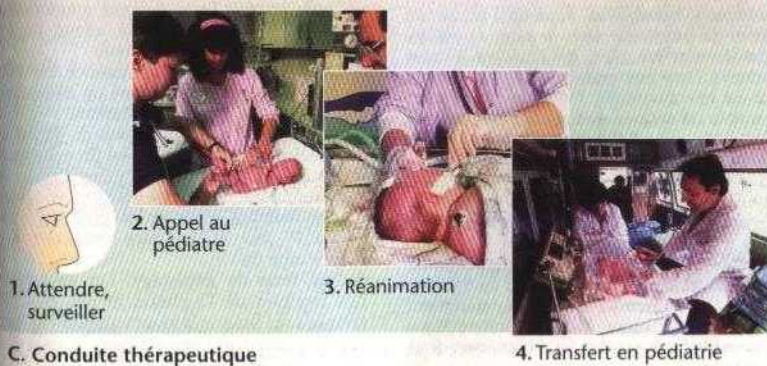 2. Appel au
pédiatre
1. Attendre,
surveiller
3. Réanimation
4. Transfert en pédiatrie
C. Conduite thérapeutique